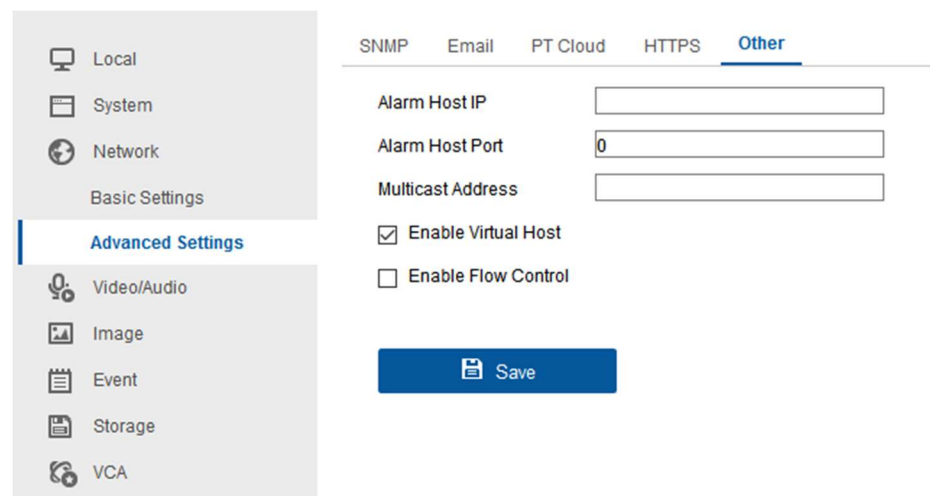 Local
System
Network
Basic Settings
Advanced Settings
Video/Audio
Image
Event
Storage
VCA
SNMP Email PT Cloud HTTPS Other
Alarm Host IP
Alarm Host Port 0
Multicast Address
Enable Virtual Host
Enable Flow Control
Save